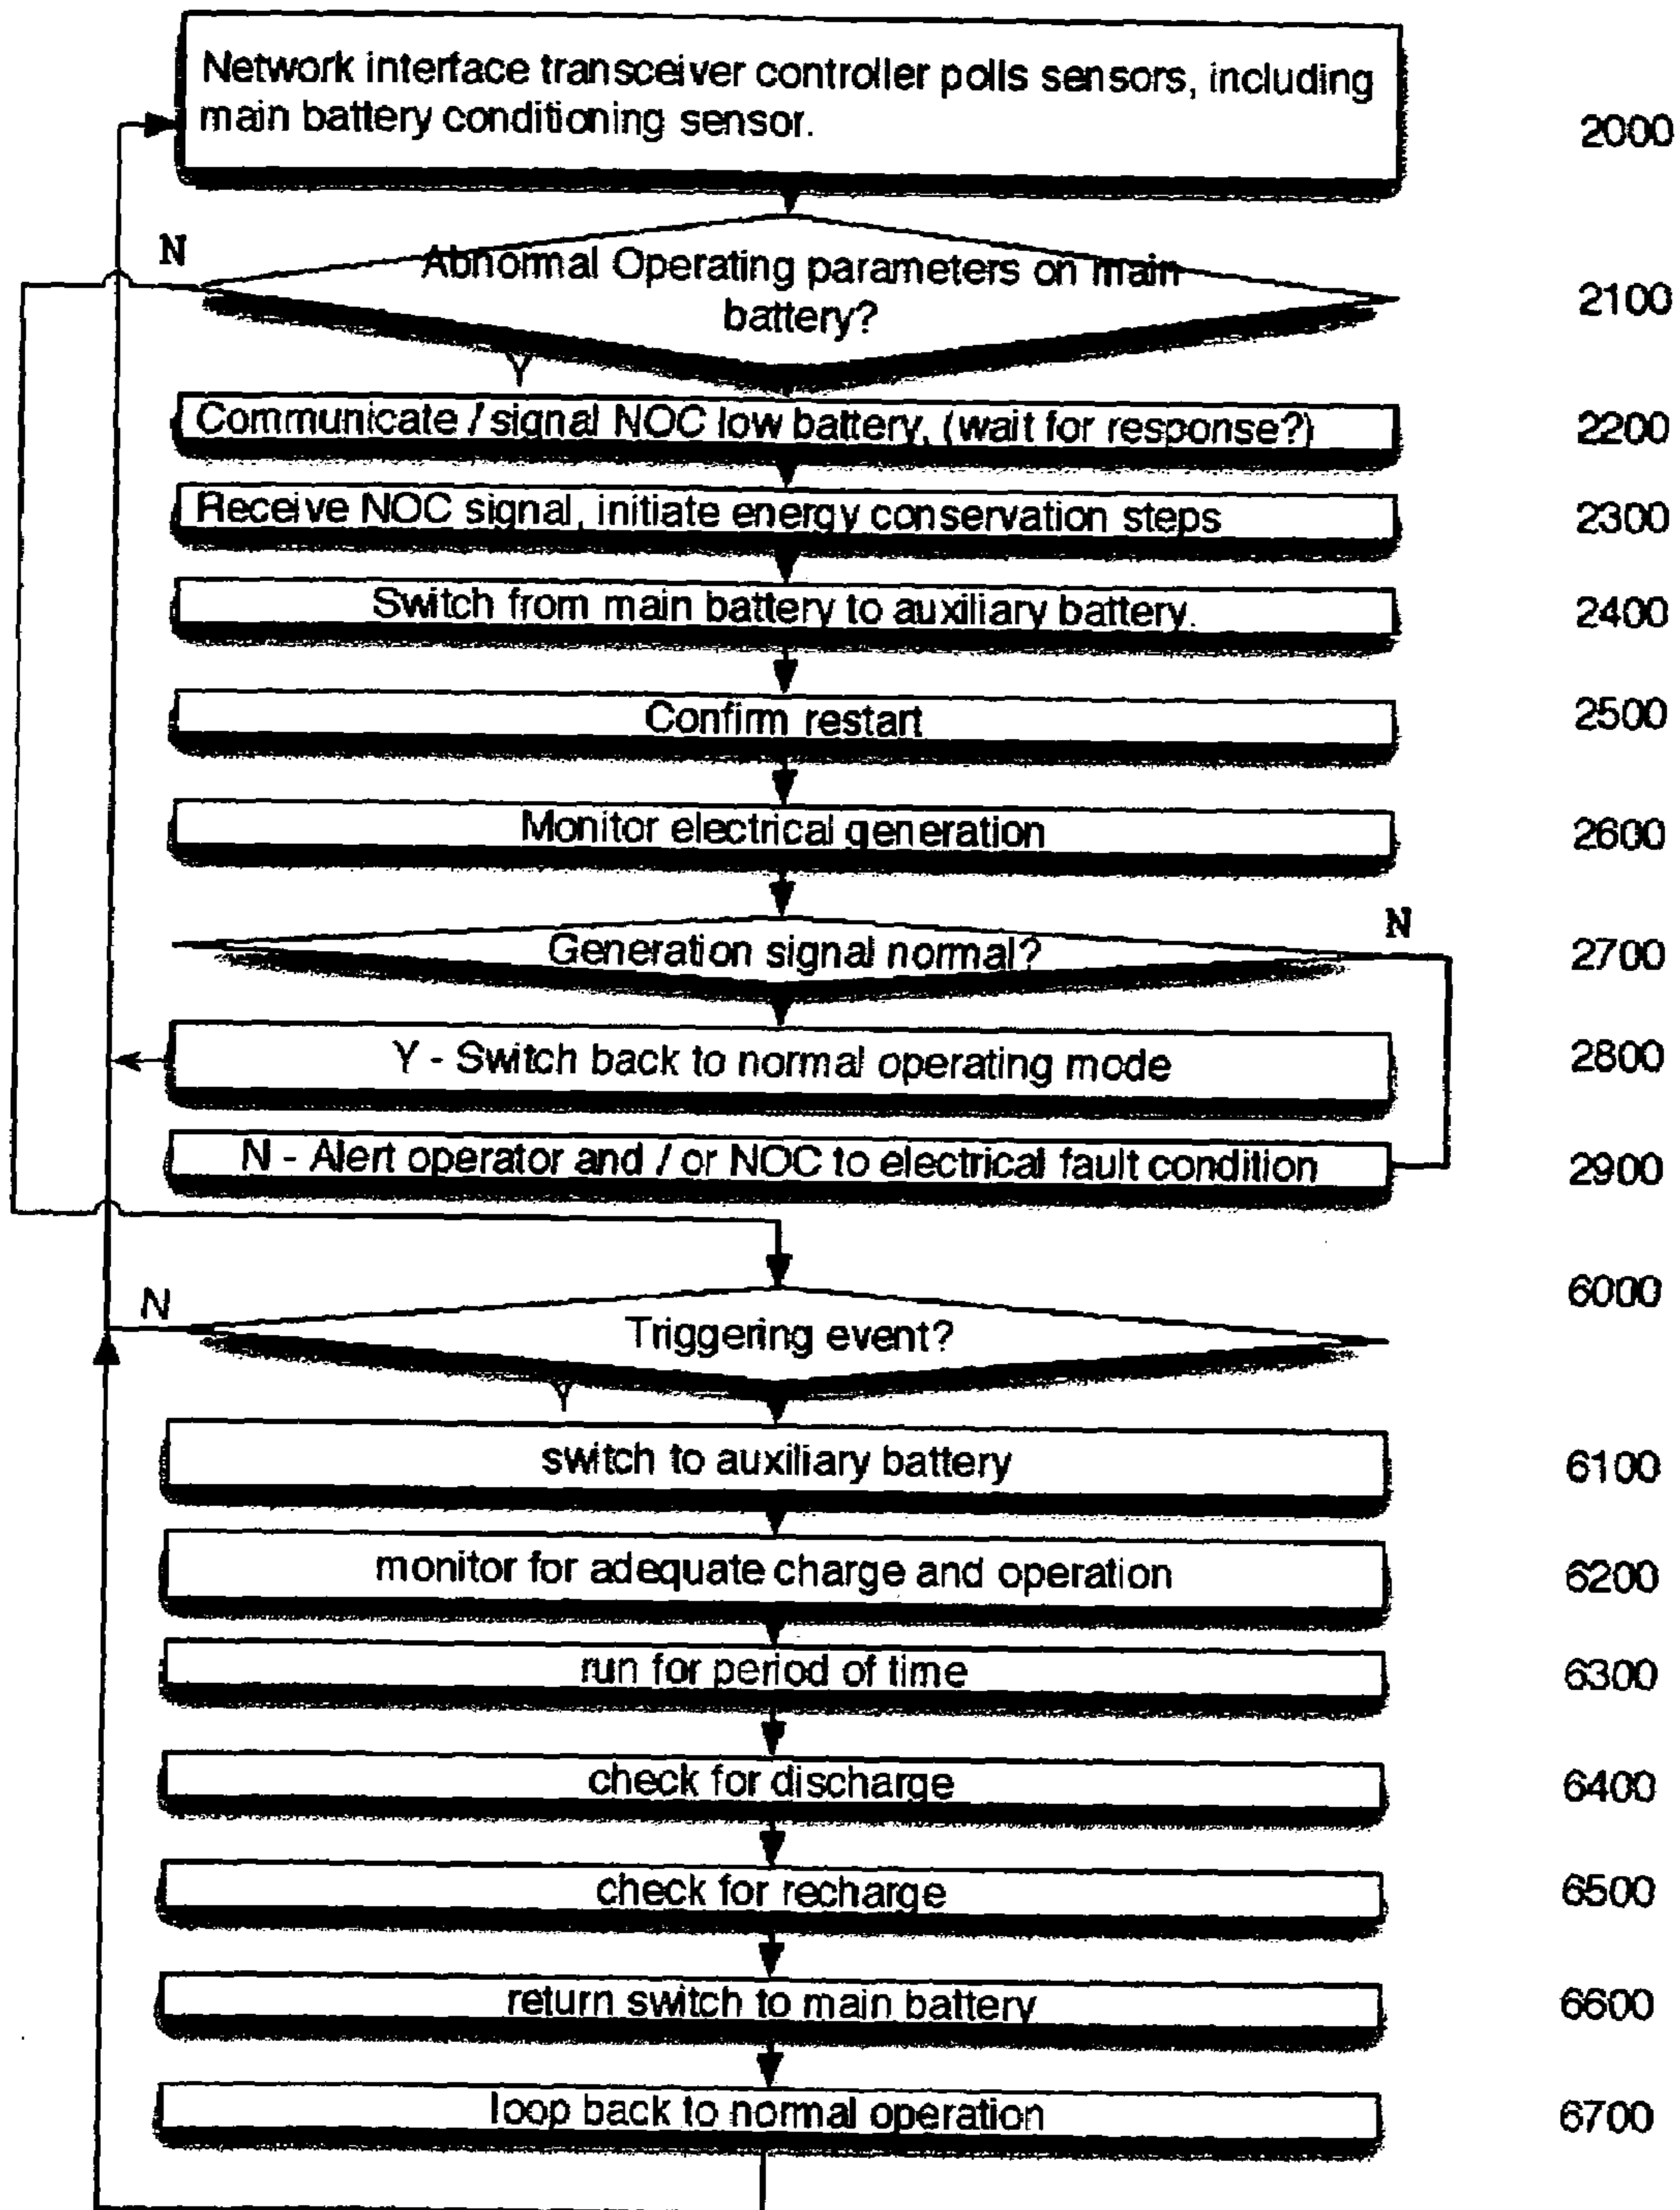 Network interface transceiver controller polls sensors, including
main battery conditioning sensor.
2000
N
Abnormal Operating parameters on main
battery?
2100
Y
Communicate / signal NOC low battery, (wait for response?)
2200
Receive NOC signal, initiate energy conservation steps
2300
Switch from main battery to auxiliary battery.
2400
Confirm restart
2500
Monitor electrical generation
2600
N
Generation signal normal?
2700
Y - Switch back to normal operating mode
2800
N - Alert operator and / or NOC to electrical fault condition
2900
6000
N
Triggering event?
Y
switch to auxiliary battery
6100
monitor for adequate charge and operation
6200
run for period of time
6300
check for discharge
6400
check for recharge
6500
return switch to main battery
6600
loop back to normal operation
6700